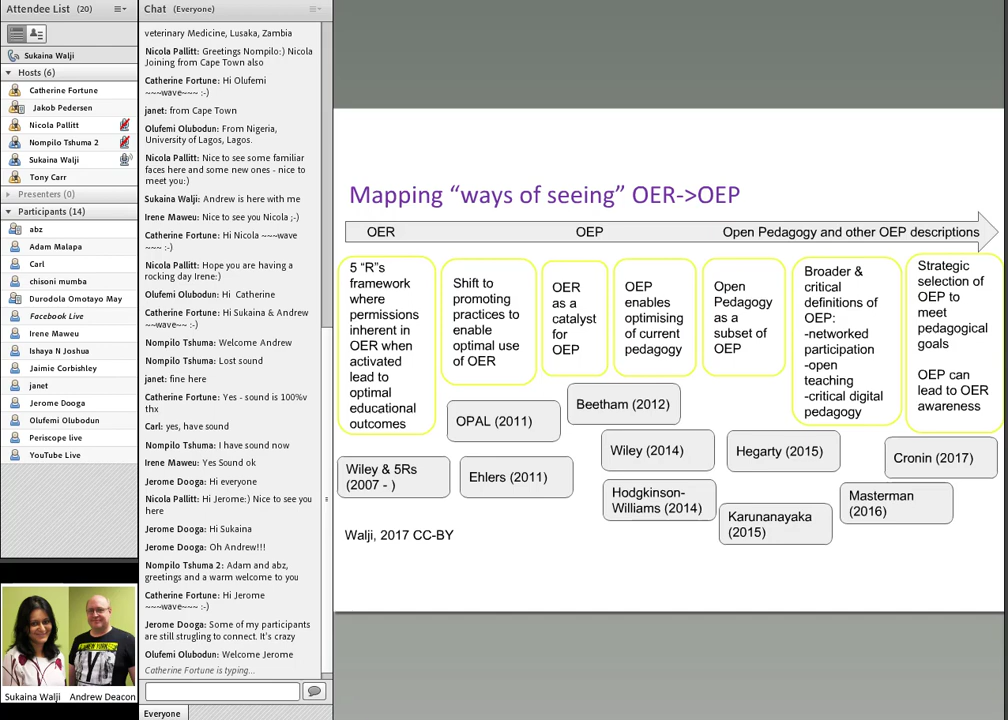 Attendee List (20)
Sukaina Walji
Hosts (6)
Catherine Fortune
Jakob Pedersen
Nicola Pallitt
Nompilo Tshuma 2
Sukaina Walji
Tony Carr
Presenters (0)
Participants (14)
abz
Adam Malapa
Carl
chisoni mumba
Durodola Omotayo May
Facebook Live
Irene Maweu
Ishaya N Joshua
Jaimie Corbishley
janet
Jerome Dooga
Olufemi Olubodun
Periscope live
YouTube Live
Sukaina Walji
Andrew Deacon
Chat (Everyone)
veterinary Medicine, Lusaka, Zambia
Nicola Pallitt: Greetings Nompilo:) Nicola
Joining from Cape Town also
Catherine Fortune: Hi Olufemi
~~~wave~~~ :-)
janet: from Cape Town
Olufemi Olubodun: From Nigeria,
University of Lagos, Lagos.
Nicola Pallitt: Nice to see some familiar
faces here and some new ones - nice to
meet you:)
Sukaina Walji: Andrew is here with me
Irene Maweu: Nice to see you Nicola ;-)
Catherine Fortune: Hi Nicola ~~~wave
~~~ :-)
Nicola Pallitt: Hope you are having a
rocking day Irene:)
Olufemi Olubodun: Hi Catherine
Catherine Fortune: Hi Sukaina & Andrew
~~wave~~~ :-)
Nompilo Tshuma: Welcome Andrew
Nompilo Tshuma: Lost sound
janet: fine here
Catherine Fortune: Yes - sound is 100%v
thx
Carl: yes, have sound
Nompilo Tshuma: I have sound now
Irene Maweu: Yes Sound ok
Jerome Dooga: Hi everyone
Nicola Pallitt: Hi Jerome:) Nice to see you
here
Jerome Dooga: Hi Sukaina
Jerome Dooga: Oh Andrew!!!
Nompilo Tshuma 2: Adam and abz,
greetings and a warm welcome to you
Catherine Fortune: Hi Jerome
~~~wave~~~ :-)
Jerome Dooga: Some of my participants
are still strugling to connect. It's crazy
Olufemi Olubodun: Welcome Jerome
Catherine Fortune is typing...
Everyone
Mapping “ways of seeing” OER->OEP
OER
OEP
Open Pedagogy and other OEP descriptions
5 “R”s
framework
where
permissions
inherent in
OER when
activated
lead to
optimal
educational
outcomes
Shift to
promoting
practices to
enable
optimal use
of OER
OER
as a
catalyst
for
OEP
OEP
enables
optimising
of current
pedagogy
Open
Pedagogy
as a
subset of
OEP
Broader &
critical
definitions of
OEP:
-networked
participation
-open
teaching
-critical digital
pedagogy
Strategic
selection of
OEP to
meet
pedagogical
goals
OEP can
lead to OER
awareness
OPAL (2011)
Beetham (2012)
Wiley & 5Rs
(2007 - )
Ehlers (2011)
Wiley (2014)
Hodgkinson-
Williams (2014)
Hegarty (2015)
Karunanayaka
(2015)
Masterman
(2016)
Cronin (2017)
Walji, 2017 CC-BY